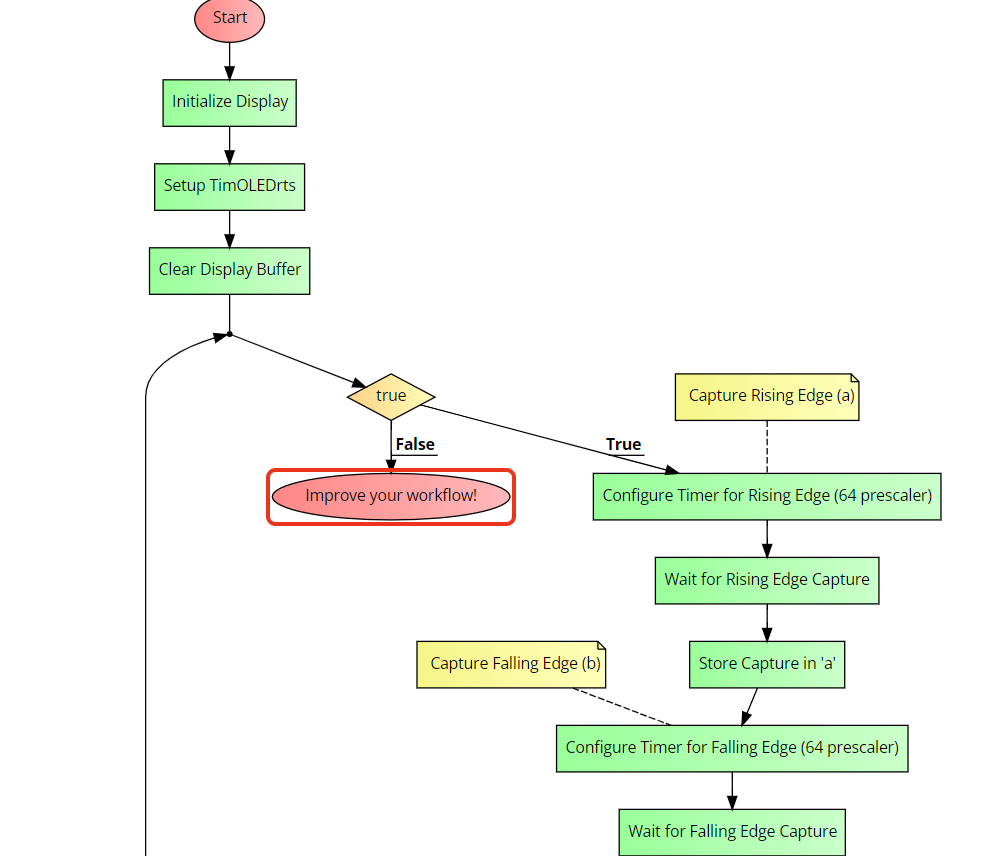 Start
Initialize Display
Setup TimOLEDrts
Clear Display Buffer
true
Capture Rising Edge (a)
False
True
Improve your workflow!
Configure Timer for Rising Edge (64 prescaler)
Wait for Rising Edge Capture
Capture Falling Edge (b)
Store Capture in 'a'
Configure Timer for Falling Edge (64 prescaler)
Wait for Falling Edge Capture